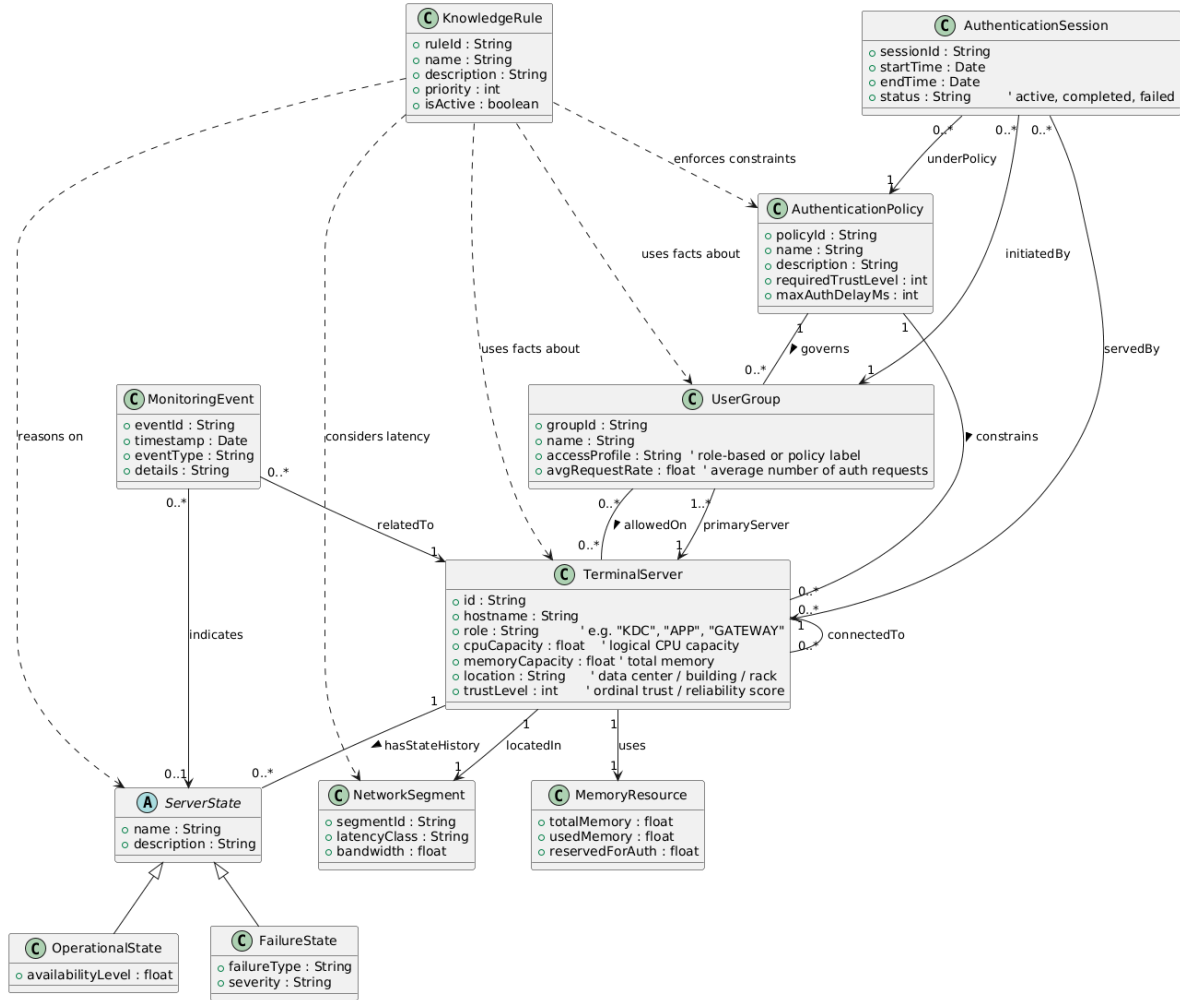 C KnowledgeRule
ruleId : String
name : String
description : String
priority : int
isActive : boolean
C AuthenticationSession
sessionId : String
startTime : Date
endTime : Date
status : String ' active, completed, failed
0..* 0..* 0..*
underPolicy
1
enforces constraints
C AuthenticationPolicy
policyId : String
name : String
description : String
requiredTrustLevel : int
maxAuthDelayMs : int
uses facts about
initiatedBy
1 1
governs
uses facts about
servedBy
0..* 1
C MonitoringEvent
eventId : String
timestamp : Date
eventType : String
details : String
C UserGroup
groupId : String
name : String
accessProfile : String ' role-based or policy label
avgRequestRate : float ' average number of auth requests
reasons on
considers latency
constrains
0..*
0..*
0..* 1..*
relatedTo
allowedOn
primaryServer
1
0..* 1
C TerminalServer
id : String
hostname : String
role : String ' e.g. "KDC", "APP", "GATEWAY"
cpuCapacity : float ' logical CPU capacity
memoryCapacity : float ' total memory
location : String ' data center / building / rack
trustLevel : int ' ordinal trust / reliability score
0..*
0..*
1
connectedTo
0..*
indicates
1 1 1
hasStateHistory
locatedIn
uses
0..1 0..* 1 1
A ServerState
name : String
description : String
C NetworkSegment
segmentId : String
latencyClass : String
bandwidth : float
C MemoryResource
totalMemory : float
usedMemory : float
reservedForAuth : float
C OperationalState
availabilityLevel : float
C FailureState
failureType : String
severity : String